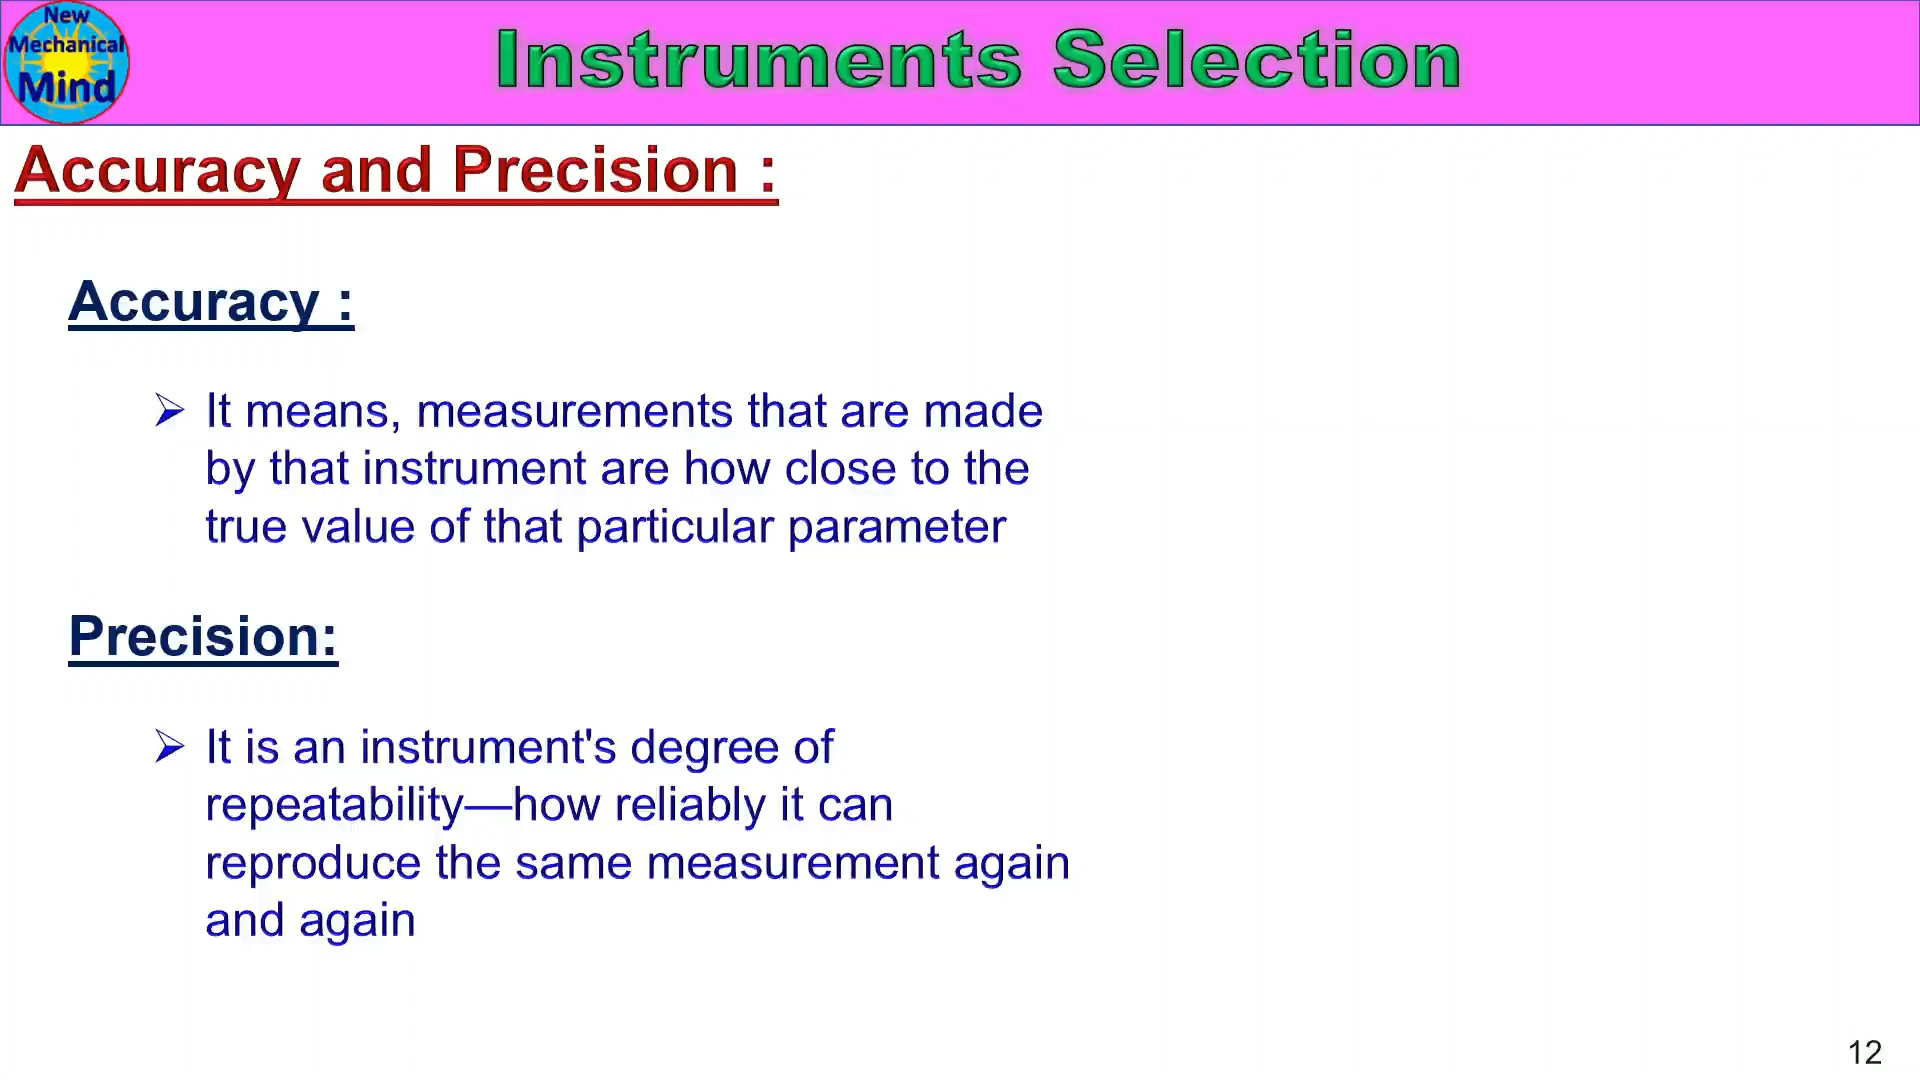 New
Mechanical
Mind
Instruments Selection
Accuracy and Precision :
Accuracy :
➢ It means, measurements that are made
by that instrument are how close to the
true value of that particular parameter
Precision:
➢ It is an instrument's degree of
repeatability—how reliably it can
reproduce the same measurement again
and again
12